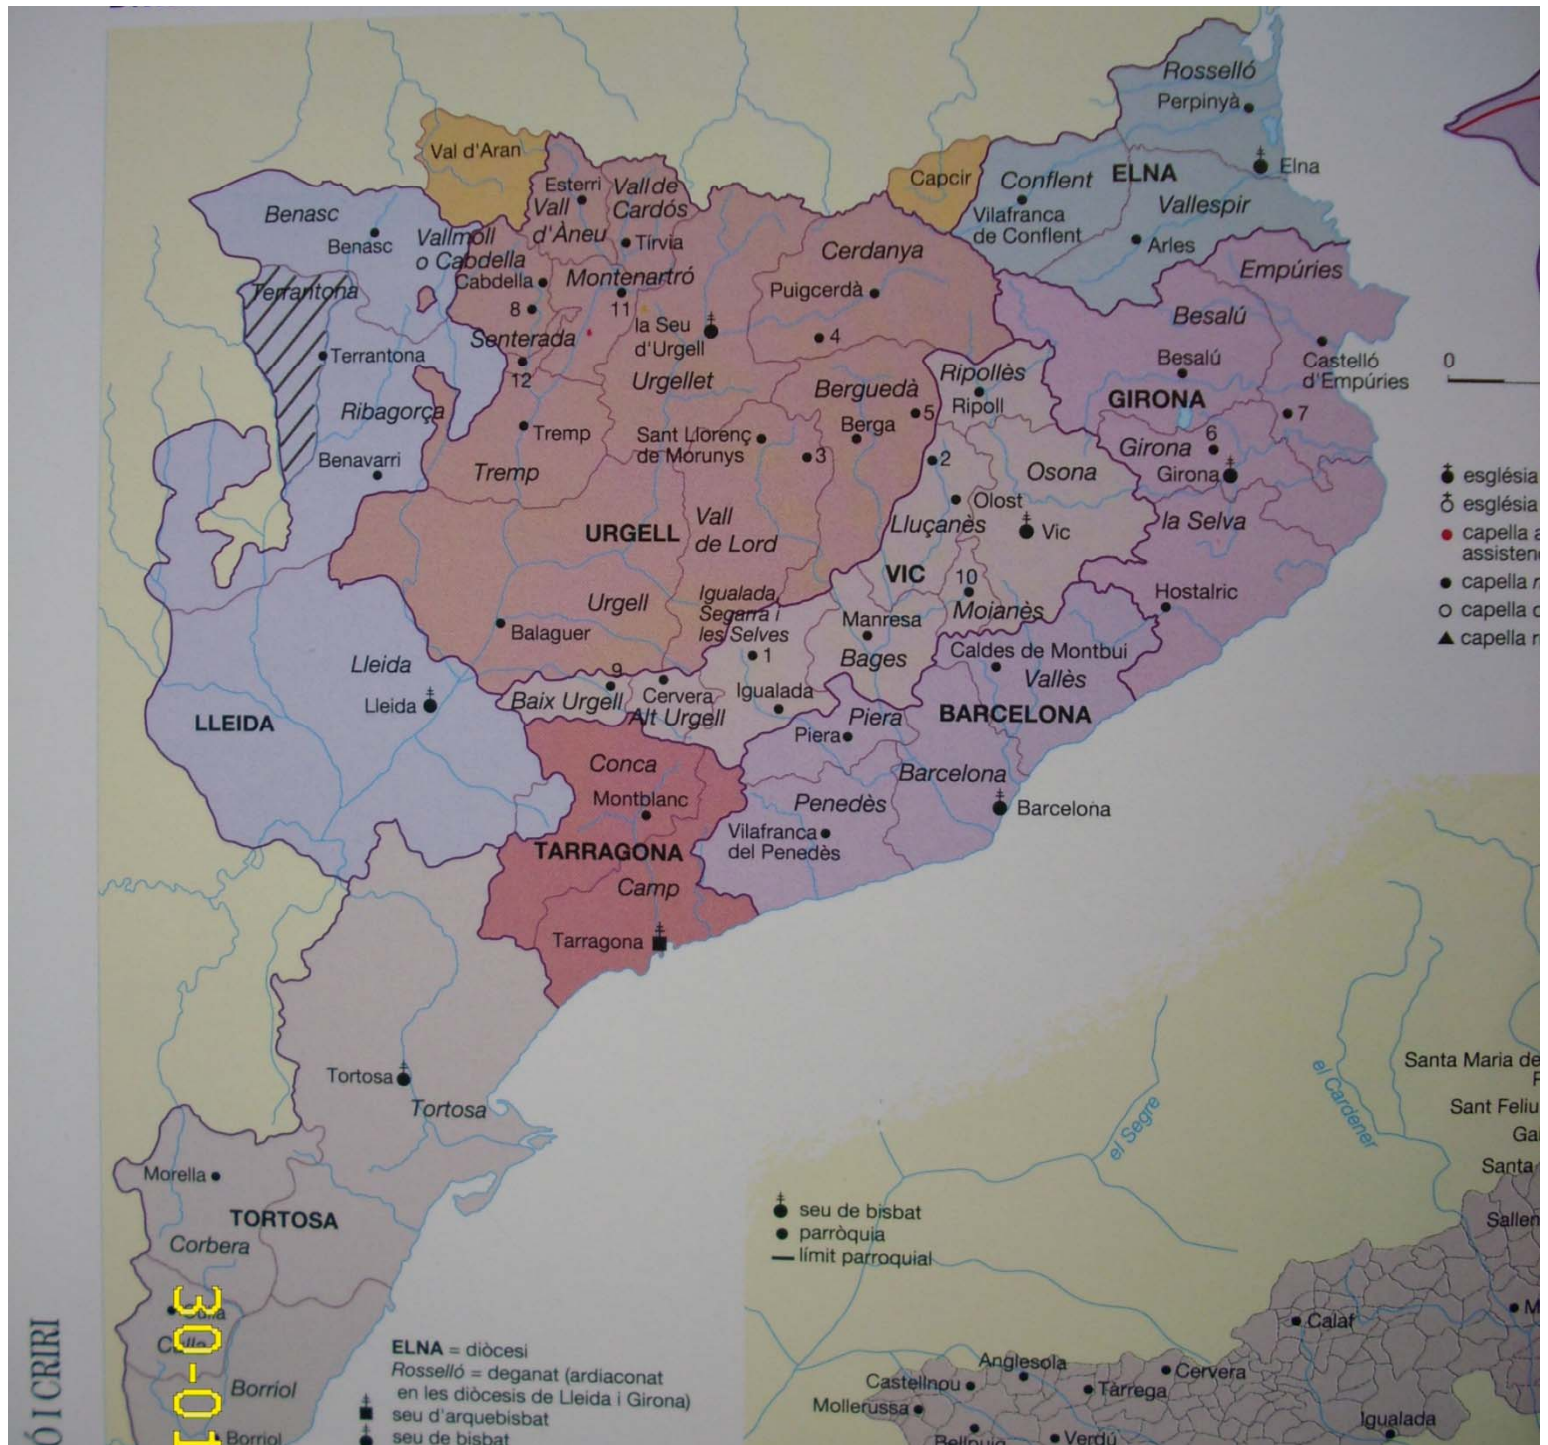 Rosselló
Perpinyà
Val d'Aran
Capcir
Conflent
ELNA
Elna
Vilafranca
de Conflent
Vallespir
Arles
Esterri
Vall
d'Àneu
Vall de
Cardós
Tirvia
Benasc
Benasc
Vallmoll
o Cabdella
Cabdella
Montenartró
8
11
Cerdanya
Puigcerdà
4
Empúries
Besalú
Besalú
Castelló
d'Empúries
0
Terrantona
Terrantona
Senterada
12
la Seu
d'Urgell
Urgellet
Berguedà
Berga
5
Ripollès
Ripoll
GIRONA
Girona
6
7
Girona
Ribagorça
Benavarri
Tremp
Tremp
Sant Llorenç
de Morunys
3
2
Osona
Olost
Lluçanès
Vic
VIC
la Selva
Hostalric
URGELL
Vall
de Lord
Urgell
Balaguer
Igualada,
Segarra i
les Selves
1
10
Moianès
Manresa
Bages
Caldes de Montbui
Vallès
Lleida
Lleida
LLEIDA
9
Baix Urgell
Cervera
Alt Urgell
Igualada
Piera
Piera
BARCELONA
Barcelona
Barcelona
Conca
Montblanc
Penedès
Vilafranca
del Penedès
TARRAGONA
Camp
Tarragona
Tortosa
Tortosa
Morella
TORTOSA
Corbera
Borriol
Borriol
església
església
capella
capella
capella
capella
ELNA = diòcesi
Rosselló = deganat (ardiaconat
en les diòcesis de Lleida i Girona)
seu d'arquebisbat
seu de bisbat
seu de bisbat
parròquia
límit parroquial
el Segre
el Cardener
Santa Maria de
Sant Feliu
Santa
Calaf
Anglesola
Cervera
Castellnou
Tàrrega
Mollerussa
Bellpuig
Verdú
Igualada
I CRIRI
30-01